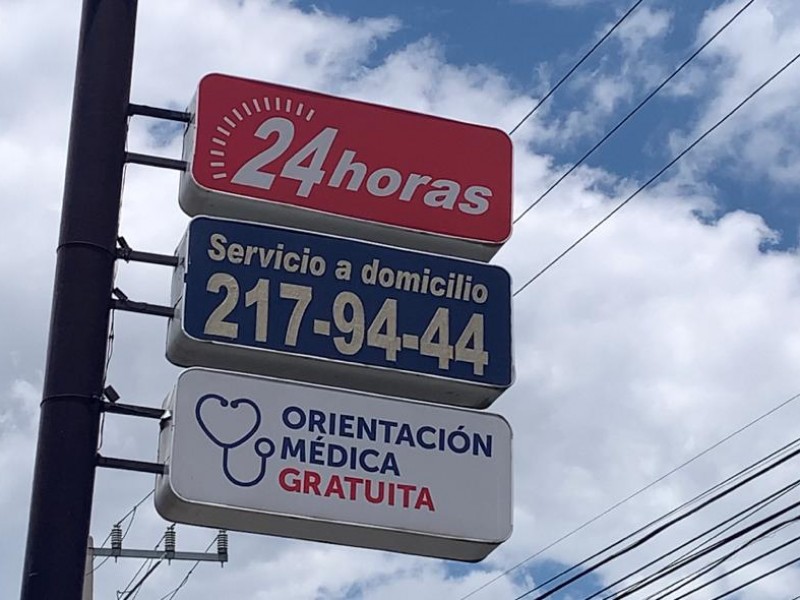 24horas
Servicio a domicilio
217-94-44
ORIENTACIÓN
MÉDICA
GRATUITA